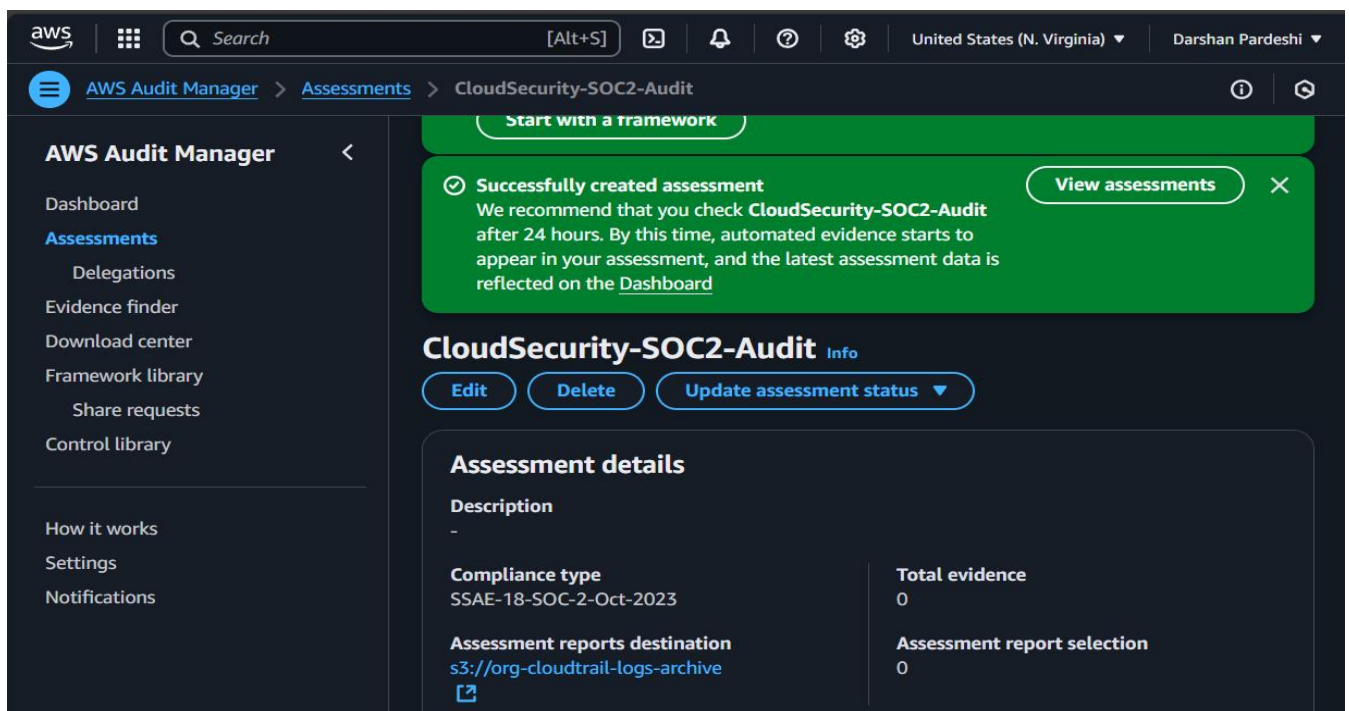 aws
Search [Alt+S] United States (N. Virginia) Darshan Pardeshi
AWS Audit Manager > Assessments > CloudSecurity-SOC2-Audit
AWS Audit Manager
Dashboard
Assessments
Delegations
Evidence finder
Download center
Framework library
Share requests
Control library
How it works
Settings
Notifications
Start with a framework
Successfully created assessment
View assessments
We recommend that you check CloudSecurity-SOC2-Audit
after 24 hours. By this time, automated evidence starts to
appear in your assessment, and the latest assessment data is
reflected on the Dashboard
CloudSecurity-SOC2-Audit Info
Edit Delete Update assessment status
Assessment details
Description
-
Compliance type
SSAE-18-SOC-2-Oct-2023
Total evidence
0
Assessment reports destination
s3://org-cloudtrail-logs-archive
Assessment report selection
0